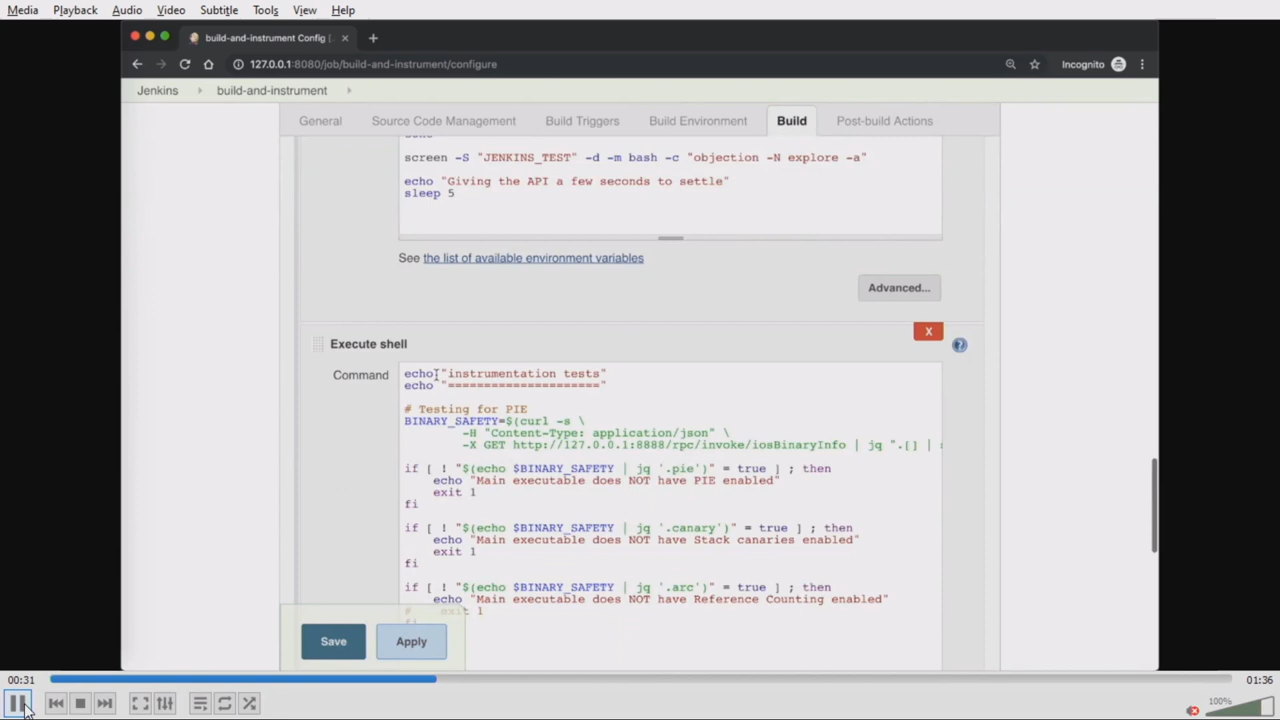 Media Playback Audio Video Subtitle Tools View Help
build-and-instrument Config [
127.0.0.1:8080/job/build-and-instrument/configure
Incognito
Jenkins build-and-instrument
General Source Code Management Build Triggers Build Environment Build Post-build Actions
screen -S "JENKINS_TEST" -d -m bash -c "objection -N explore -a"
echo "Giving the API a few seconds to settle"
sleep 5
See the list of available environment variables
Advanced...
X
Execute shell
?
Command
echo "instrumentation tests"
echo "====================="
# Testing for PIE
BINARY_SAFETY=$(curl -s \
-H "Content-Type: application/json" \
-X GET http://127.0.0.1:8888/rpc/invoke/iosBinaryInfo | jq ".[] |
if [ ! "$(echo $BINARY_SAFETY | jq '.pie')" = true ] ; then
echo "Main executable does NOT have PIE enabled"
exit 1
fi
if [ ! "$(echo $BINARY_SAFETY | jq '.canary')" = true ] ; then
echo "Main executable does NOT have Stack canaries enabled"
exit 1
fi
if [ ! "$(echo $BINARY_SAFETY | jq '.arc')" = true ] ; then
echo "Main executable does NOT have Reference Counting enabled"
# exit 1
Save Apply
00:31 01:36
100%